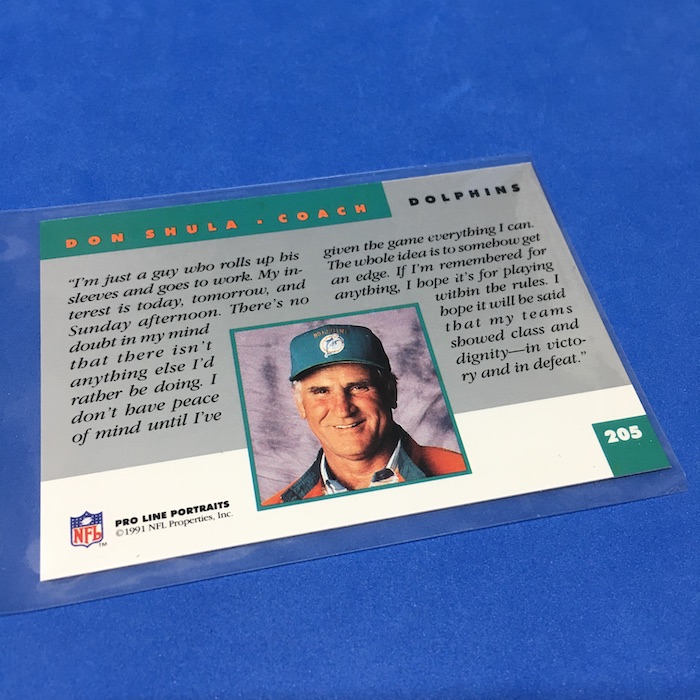 DON SHULA • COACH
DOLPHINS
"I'm just a guy who rolls up his
sleeves and goes to work. My in-
terest is today, tomorrow, and
Sunday afternoon. There's no
doubt in my mind
that there isn't
anything else I'd
rather be doing. I
don't have peace
of mind until I've
given the game everything I can.
The whole idea is to somehow get
an edge. If I'm remembered for
anything, I hope it's for playing
within the rules. I
hope it will be said
that my teams
showed class and
dignity—in victo-
ry and in defeat."
205
NFL
TM
PRO LINE PORTRAITS
©1991 NFL Properties, Inc.